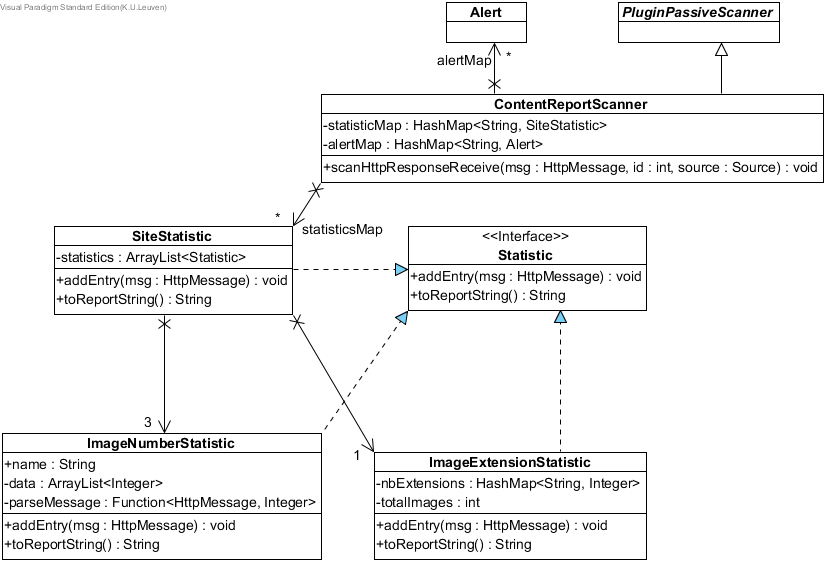 Visual Paradigm Standard Edition(K.U.Leuven)
Alert
PluginPassiveScanner
alertMap
*
ContentReportScanner
-statisticMap : HashMap<String, SiteStatistic>
-alertMap : HashMap<String, Alert>
+scanHttpResponseReceive(msg : HttpMessage, id : int, source : Source) : void
*
statisticsMap
SiteStatistic
-statistics : ArrayList<Statistic>
+addEntry(msg : HttpMessage) : void
+toReportString() : String
<<Interface>>
Statistic
+addEntry(msg : HttpMessage) : void
+toReportString() : String
3
1
ImageNumberStatistic
+name : String
-data : ArrayList<Integer>
-parseMessage : Function<HttpMessage, Integer>
+addEntry(msg : HttpMessage) : void
+toReportString() : String
ImageExtensionStatistic
-nbExtensions : HashMap<String, Integer>
-totalImages : int
+addEntry(msg : HttpMessage) : void
+toReportString() : String